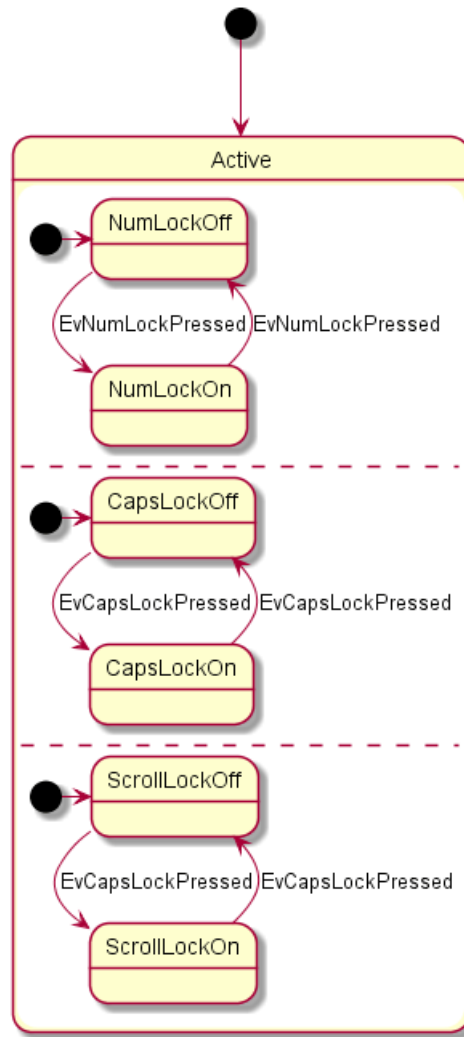 Active
NumLockOff
EvNumLockPressed EvNumLockPressed
NumLockOn
CapsLockOff
EvCapsLockPressed EvCapsLockPressed
CapsLockOn
ScrollLockOff
EvCapsLockPressed EvCapsLockPressed
ScrollLockOn